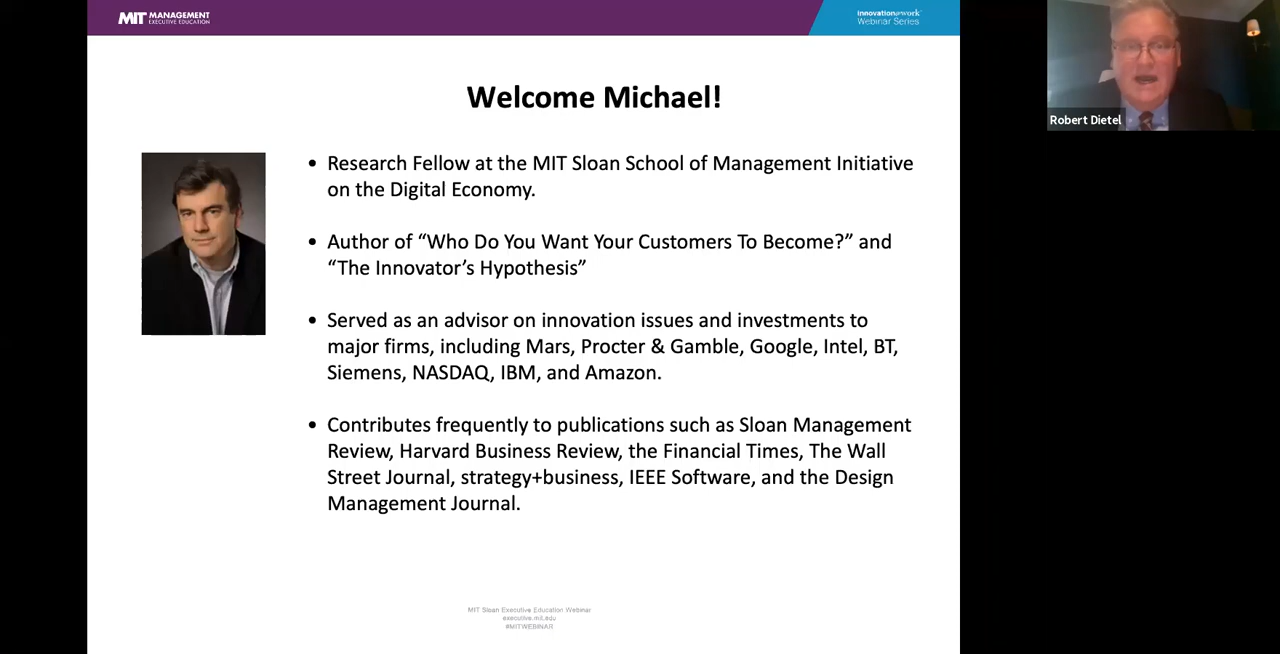 MIT MANAGEMENT
EXECUTIVE EDUCATION
innovation@work
Webinar Series
Robert Dietel
Welcome Michael!
• Research Fellow at the MIT Sloan School of Management Initiative
on the Digital Economy.
• Author of “Who Do You Want Your Customers To Become?” and
“The Innovator’s Hypothesis”
• Served as an advisor on innovation issues and investments to
major firms, including Mars, Procter & Gamble, Google, Intel, BT,
Siemens, NASDAQ, IBM, and Amazon.
• Contributes frequently to publications such as Sloan Management
Review, Harvard Business Review, the Financial Times, The Wall
Street Journal, strategy+business, IEEE Software, and the Design
Management Journal.
MIT Sloan Executive Education Webinar
executive.mit.edu
#MITWEBINAR